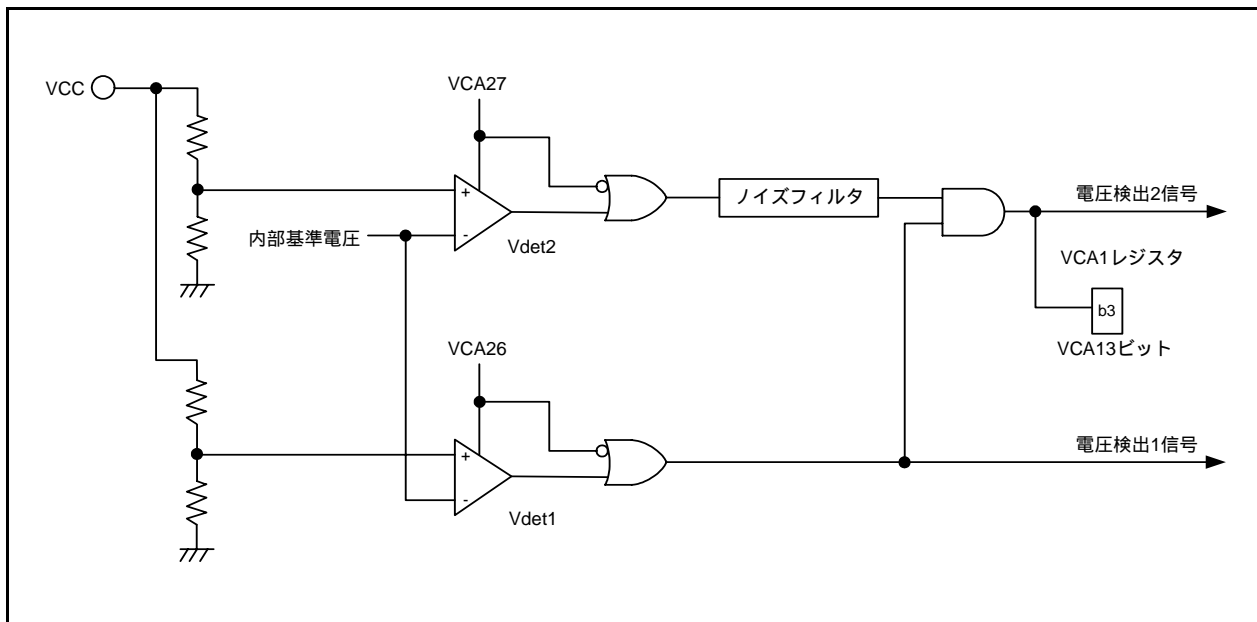 VCC
VCA27
+
-
内部基準電圧
Vdet2
ノイズフィルタ
電圧検出2信号
VCA1レジスタ
b3
VCA13ビット
VCA26
+
-
Vdet1
電圧検出1信号